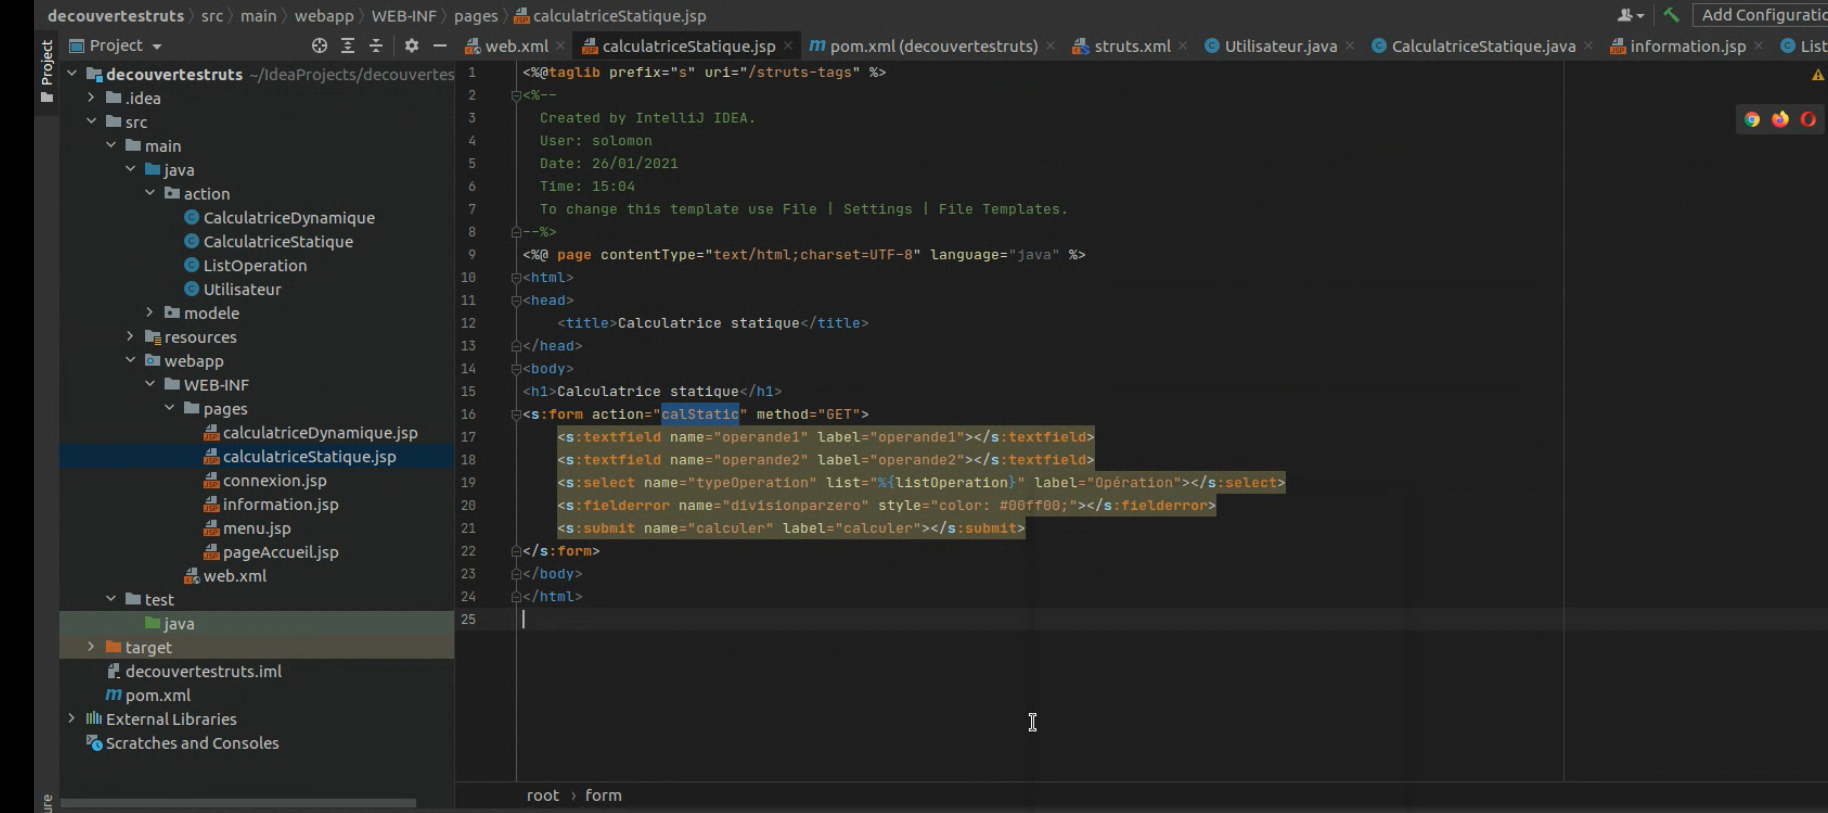 decouvertestruts > src > main > webapp > WEB-INF > pages > calculatriceStatique.jsp
Project
Project
web.xml
calculatriceStatique.jsp
pom.xml (decouvertestruts)
struts.xml
Utilisateur.java
CalculatriceStatique.java
information.jsp
decouvertestruts
.idea
src
main
java
action
CalculatriceDynamique
CalculatriceStatique
ListOperation
Utilisateur
modele
resources
webapp
WEB-INF
pages
calculatriceDynamique.jsp
calculatriceStatique.jsp
connexion.jsp
information.jsp
menu.jsp
pageAccueil.jsp
web.xml
test
java
target
decouvertestruts.iml
pom.xml
External Libraries
Scratches and Consoles
1 <%@taglib prefix="s" uri="/struts-tags" %>
2 <%--
3 Created by IntelliJ IDEA.
4 User: solomon
5 Date: 26/01/2021
6 Time: 15:04
7 To change this template use File | Settings | File Templates.
8 --%>
9 <%@ page contentType="text/html;charset=UTF-8" language="java" %>
10 <html>
11 <head>
12 <title>Calculatrice statique</title>
13 </head>
14 <body>
15 <h1>Calculatrice statique</h1>
16 <s:form action="calStatic" method="GET">
17 <s:textfield name="operande1" label="operande1"></s:textfield>
18 <s:textfield name="operande2" label="operande2"></s:textfield>
19 <s:select name="typeOperation" list="%{listOperation}" label="Opération"></s:select>
20 <s:fielderror name="divisionparzero" style="color: #00ff00;"></s:fielderror>
21 <s:submit name="calculer" label="calculer"></s:submit>
22 </s:form>
23 </body>
24 </html>
25
root > form